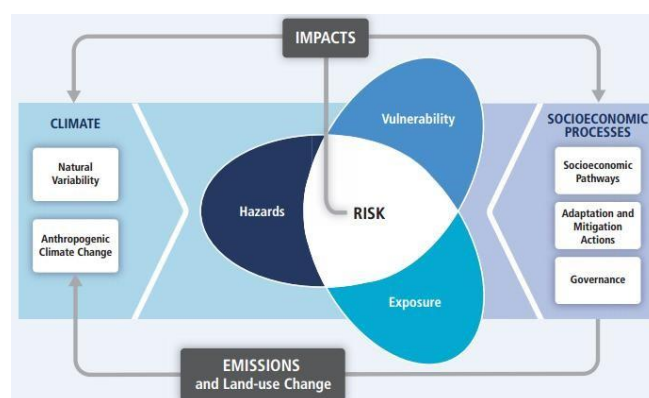 IMPACTS
CLIMATE
Natural
Variability
Anthropogenic
Climate Change
Vulnerability
Hazards
RISK
Exposure
SOCIOECONOMIC
PROCESSES
Socioeconomic
Pathways
Adaptation and
Mitigation
Actions
Governance
EMISSIONS
and Land-use Change